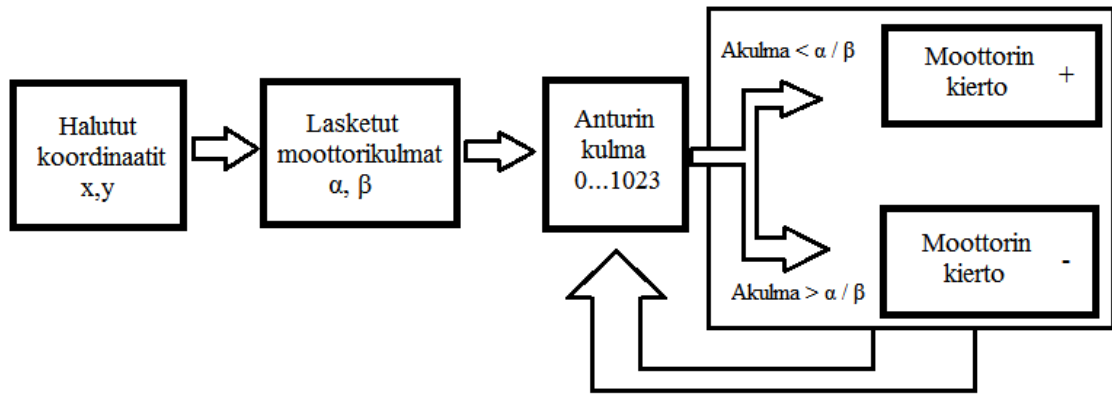 Halutut
koordinaatit
x,y
Lasketut
moottorikulmat
α, β
Anturin
kulma
0...1023
Akulma < α / β
Moottorin
kierto +
Akulma > α / β
Moottorin
kierto -